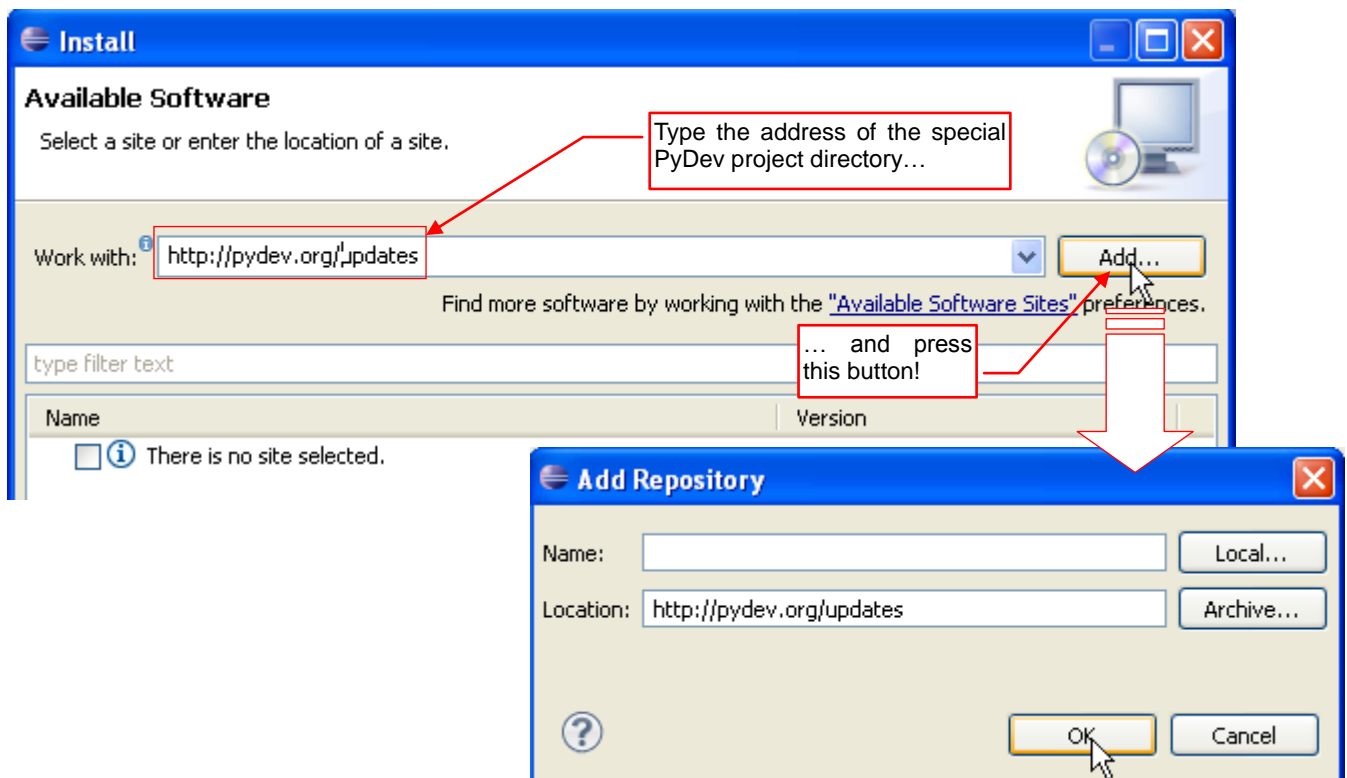 Install
Available Software
Select a site or enter the location of a site.
Type the address of the special
PyDev project directory…
Work with:
http://pydev.org/updates
Add...
Find more software by working with the "Available Software Sites" preferences.
… and press
this button!
type filter text
Name
Version
There is no site selected.
Add Repository
Name:
Local...
Location:
http://pydev.org/updates
Archive...
OK
Cancel